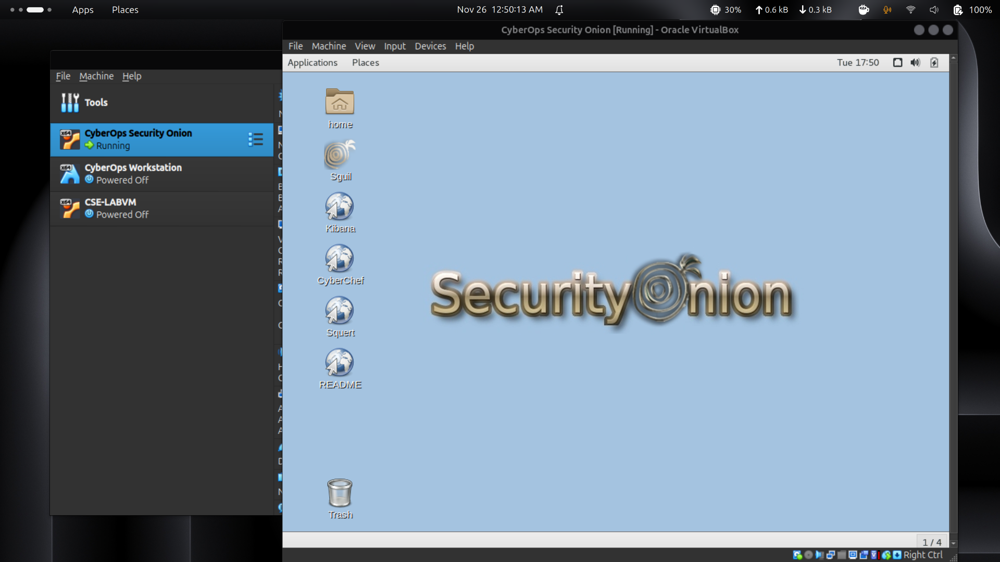 Apps Places Nov 26 12:50:13 AM 30% 0.6 kB 0.3 kB 100%
CyberOps Security Onion [Running] - Oracle VirtualBox
File Machine View Input Devices Help
Applications Places Tue 17:50
File Machine Help
Tools
CyberOps Security Onion
Running
CyberOps Workstation
Powered Off
CSE-LABVM
Powered Off
home
Sguil
Kibana
CyberChef
Squert
README
Trash
SecurityOnion
1 / 4
Right Ctrl